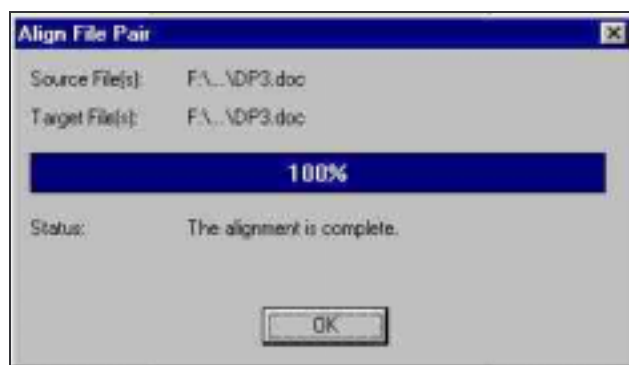 Align File Pair
Source File(s): F:\...\DP3.doc
Target File(s): F:\...\DP3.doc
100%
Status: The alignment is complete.
OK